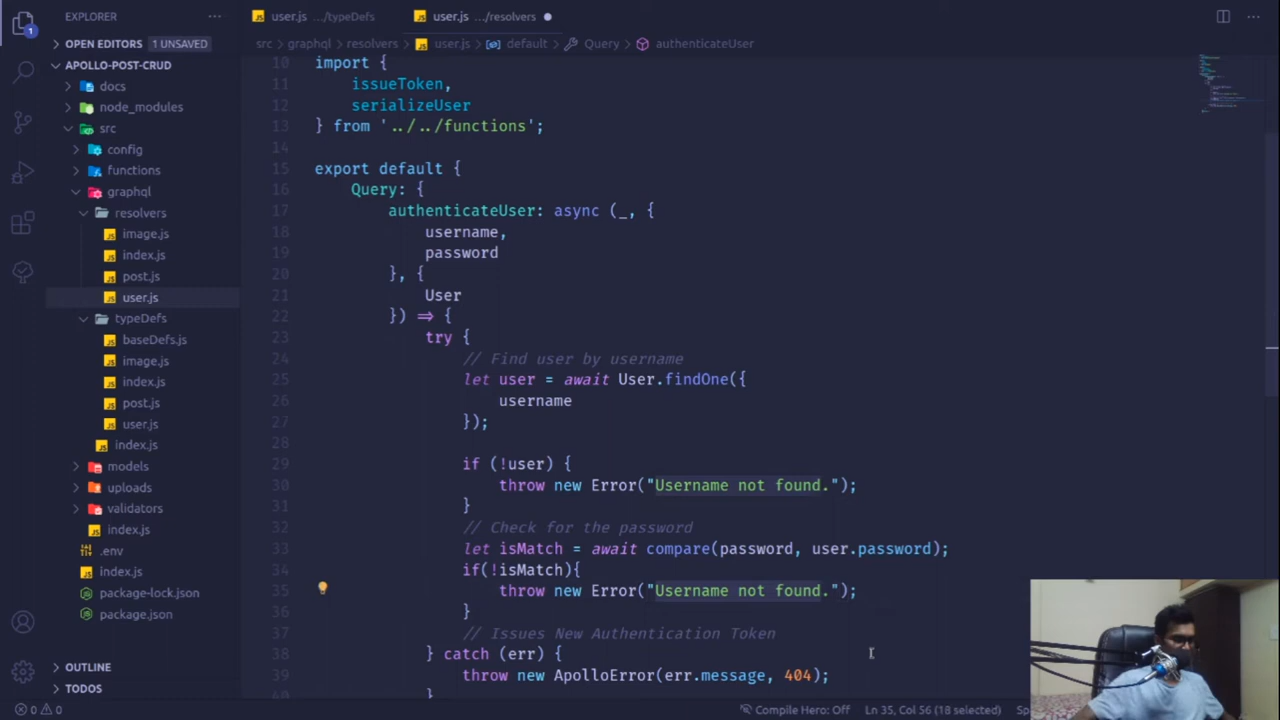 EXPLORER
user.js .../typeDefs
user.js .../resolvers
OPEN EDITORS 1 UNSAVED
src > graphql > resolvers > user.js > default > Query > authenticateUser
APOLLO-POST-CRUD
docs
node_modules
src
config
functions
graphql
resolvers
image.js
index.js
post.js
user.js
typeDefs
baseDefs.js
image.js
index.js
post.js
user.js
index.js
models
uploads
validators
index.js
.env
index.js
package-lock.json
package.json
OUTLINE
TODOS
10 import {
11 issueToken,
12 serializeUser
13 } from '../../functions';
14
15 export default {
16 Query: {
17 authenticateUser: async (_, {
18 username,
19 password
20 }, {
21 User
22 }) => {
23 try {
24 // Find user by username
25 let user = await User.findOne({
26 username
27 });
28
29 if (!user) {
30 throw new Error("Username not found.");
31 }
32 // Check for the password
33 let isMatch = await compare(password, user.password);
34 if(!isMatch){
35 throw new Error("Username not found.");
36 }
37 // Issues New Authentication Token
38 } catch (err) {
39 throw new ApolloError(err.message, 404);
40 }
0 0
Compile Hero: Off Ln 35, Col 56 (18 selected)